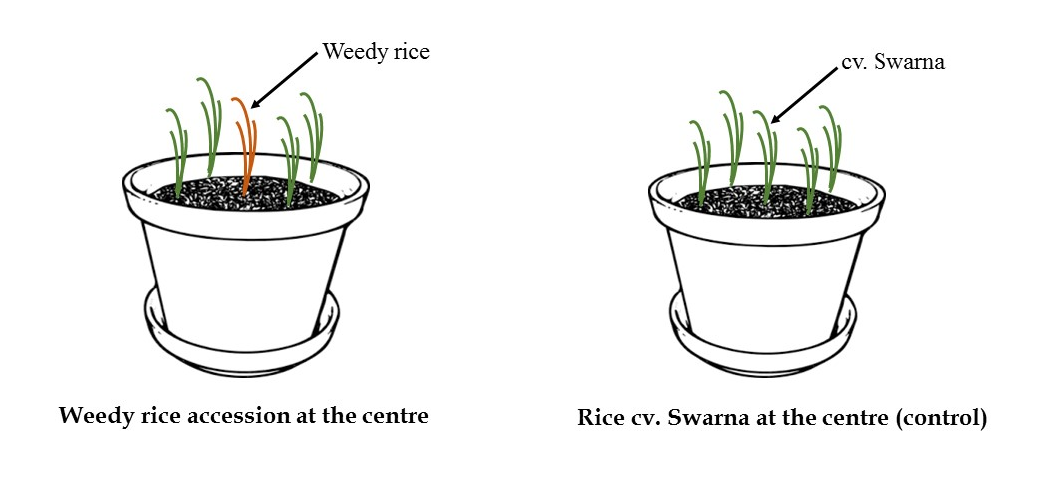 Weedy rice
cv. Swarna
Weedy rice accession at the centre
Rice cv. Swarna at the centre (control)